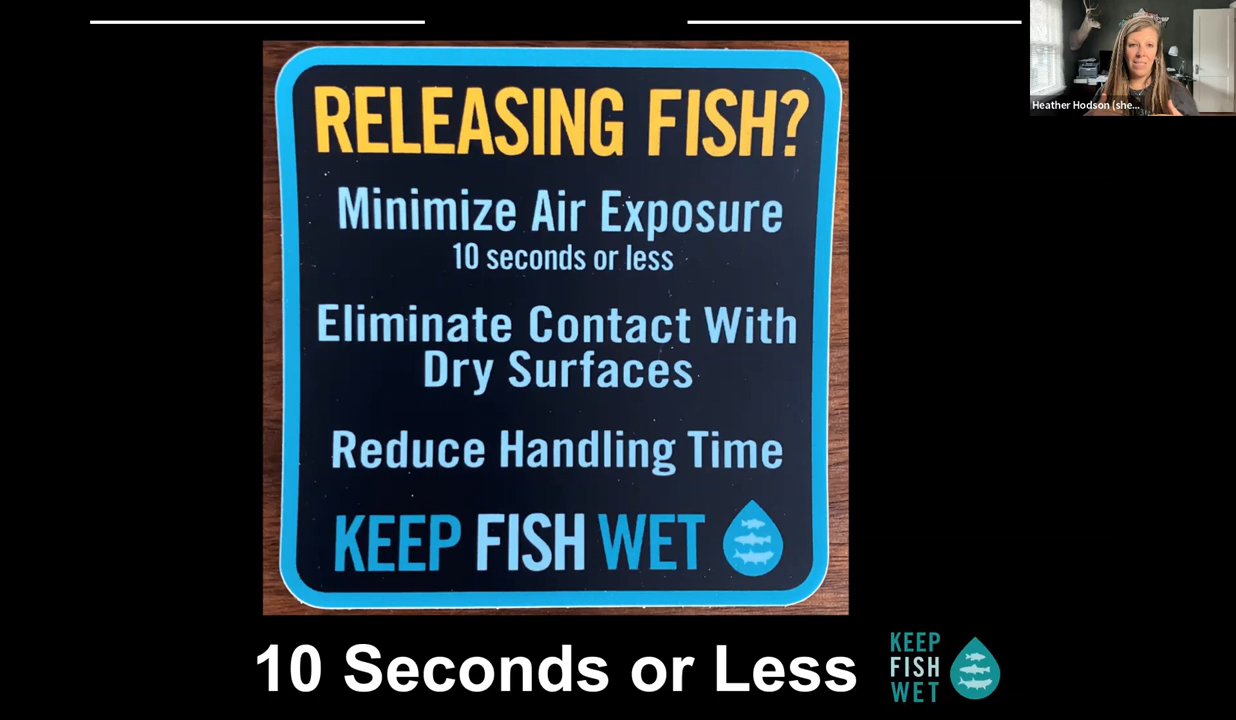 RELEASING FISH?
Minimize Air Exposure
10 seconds or less
Eliminate Contact With
Dry Surfaces
Reduce Handling Time
KEEP FISH WET
10 Seconds or Less
KEEP
FISH
WET
Heather Hodson (she...